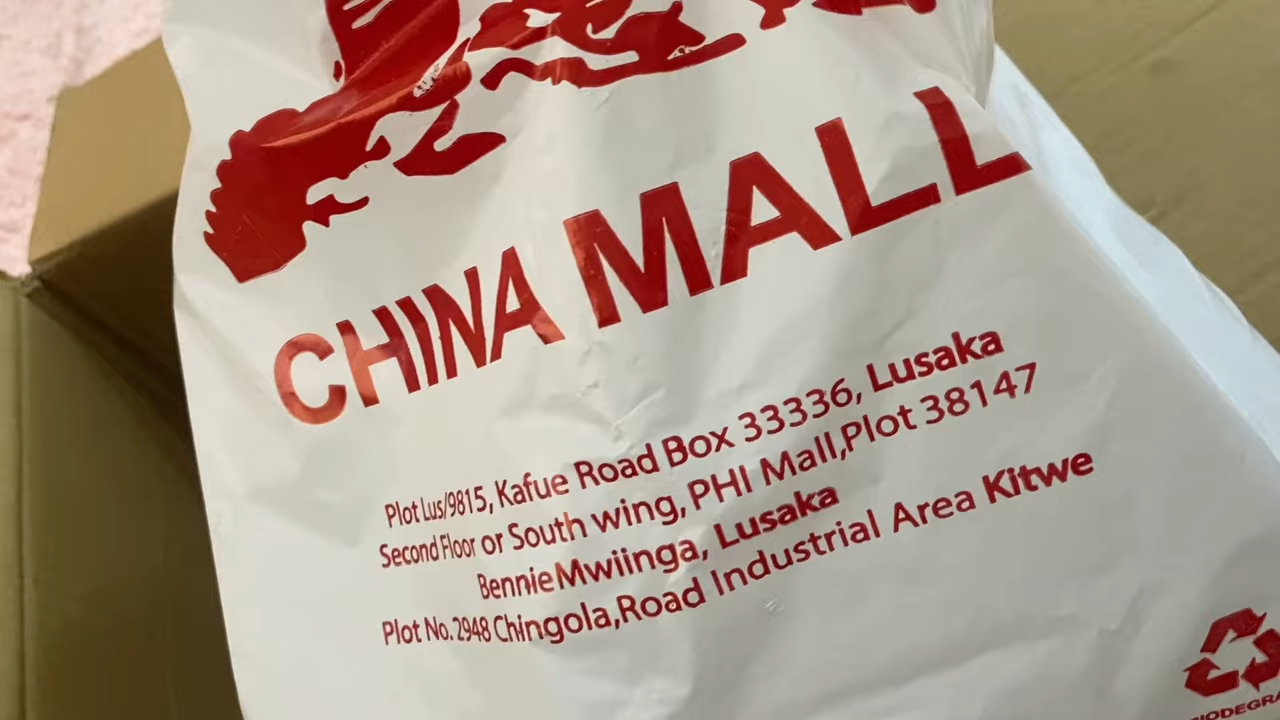 CHINA MALL
Plot Lus/9815, Kafue Road Box 33336, Lusaka
Second Floor or South wing, PHI Mall,Plot 38147
Bennie Mwiinga, Lusaka
Plot No. 2948 Chingola,Road Industrial Area Kitwe